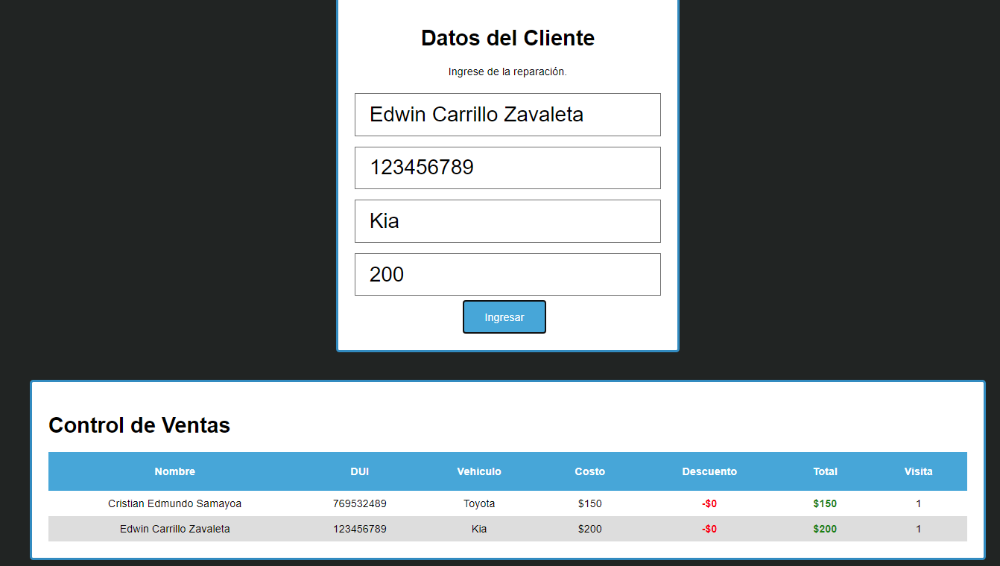 Datos del Cliente
Ingrese de la reparación.
Edwin Carrillo Zavaleta
123456789
Kia
200
Ingresar
Control de Ventas
Nombre DUI Vehículo Costo Descuento Total Visita
Cristian Edmundo Samayoa 769532489 Toyota $150 -$0 $150 1
Edwin Carrillo Zavaleta 123456789 Kia $200 -$0 $200 1